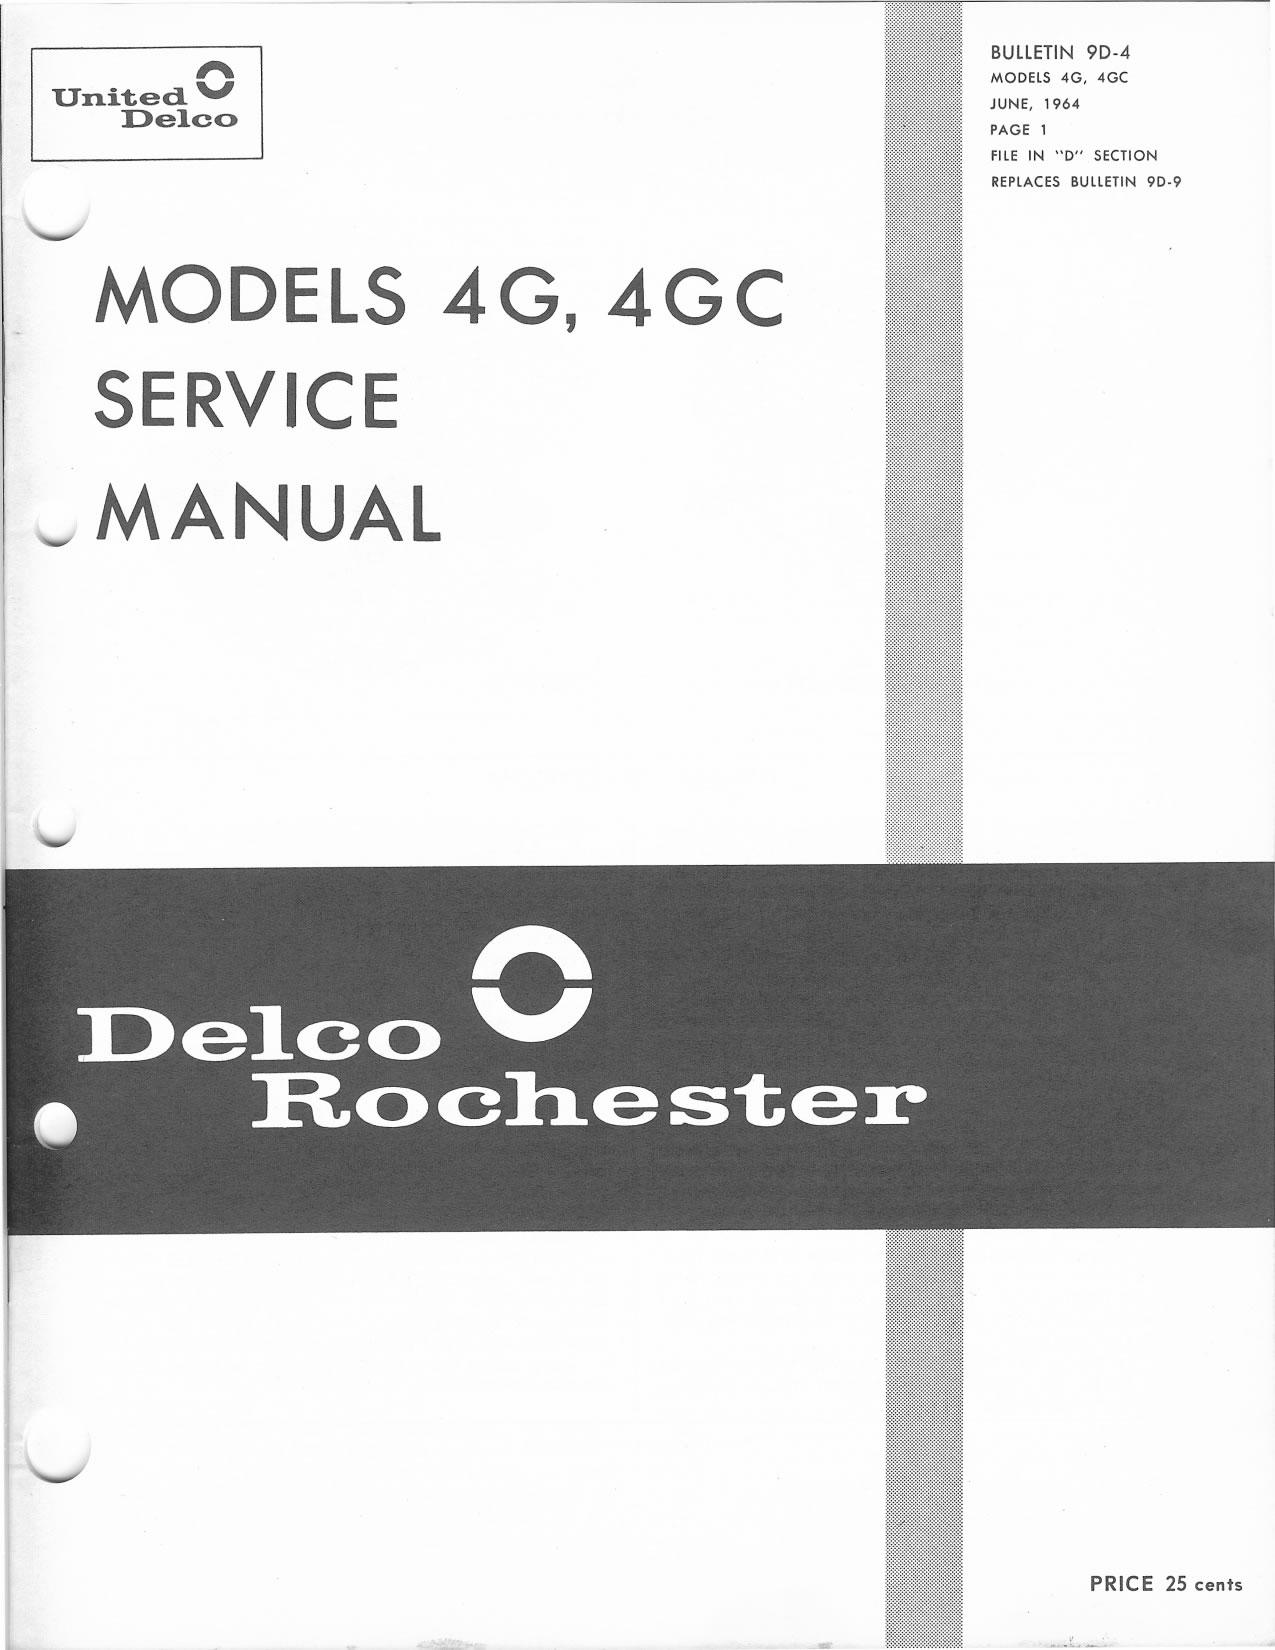 United
Delco
BULLETIN 9D-4
MODELS 4G, 4GC
JUNE, 1964
PAGE 1
FILE IN "D" SECTION
REPLACES BULLETIN 9D-9
MODELS 4G, 4GC
SERVICE
MANUAL
Delco
Rochester
PRICE 25 cents